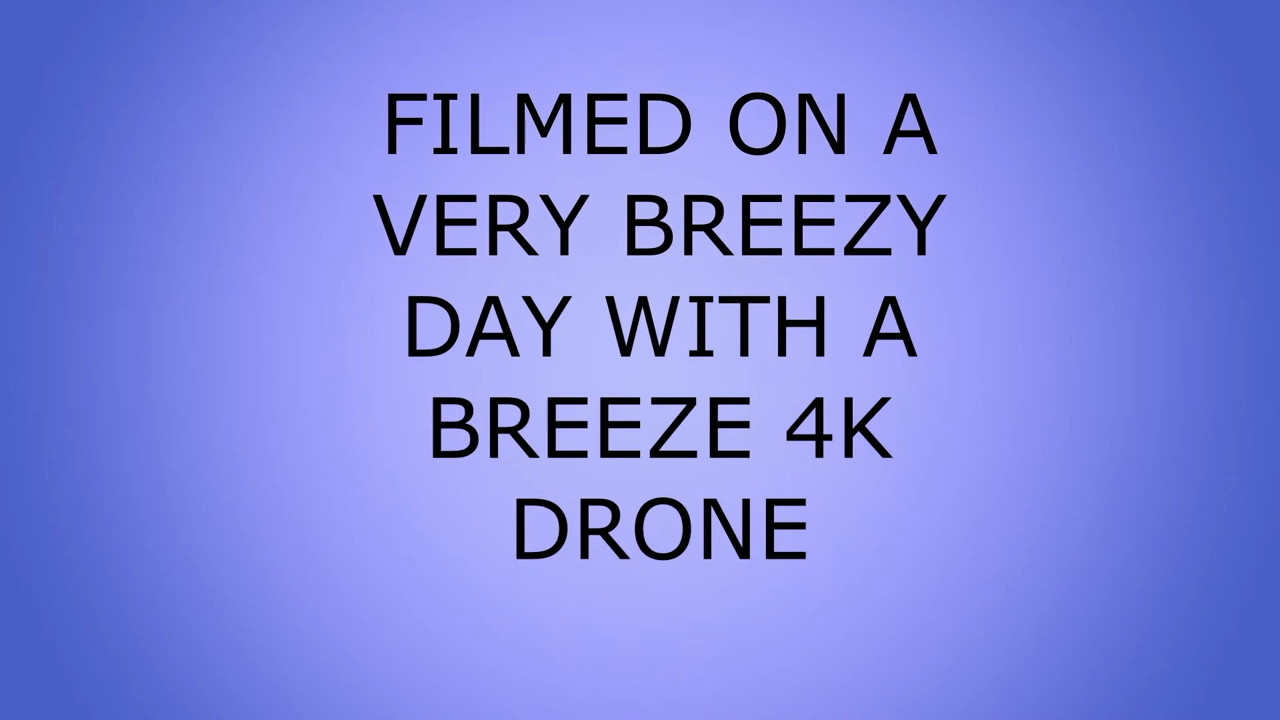 FILMED ON A
VERY BREEZY
DAY WITH A
BREEZE 4K
DRONE